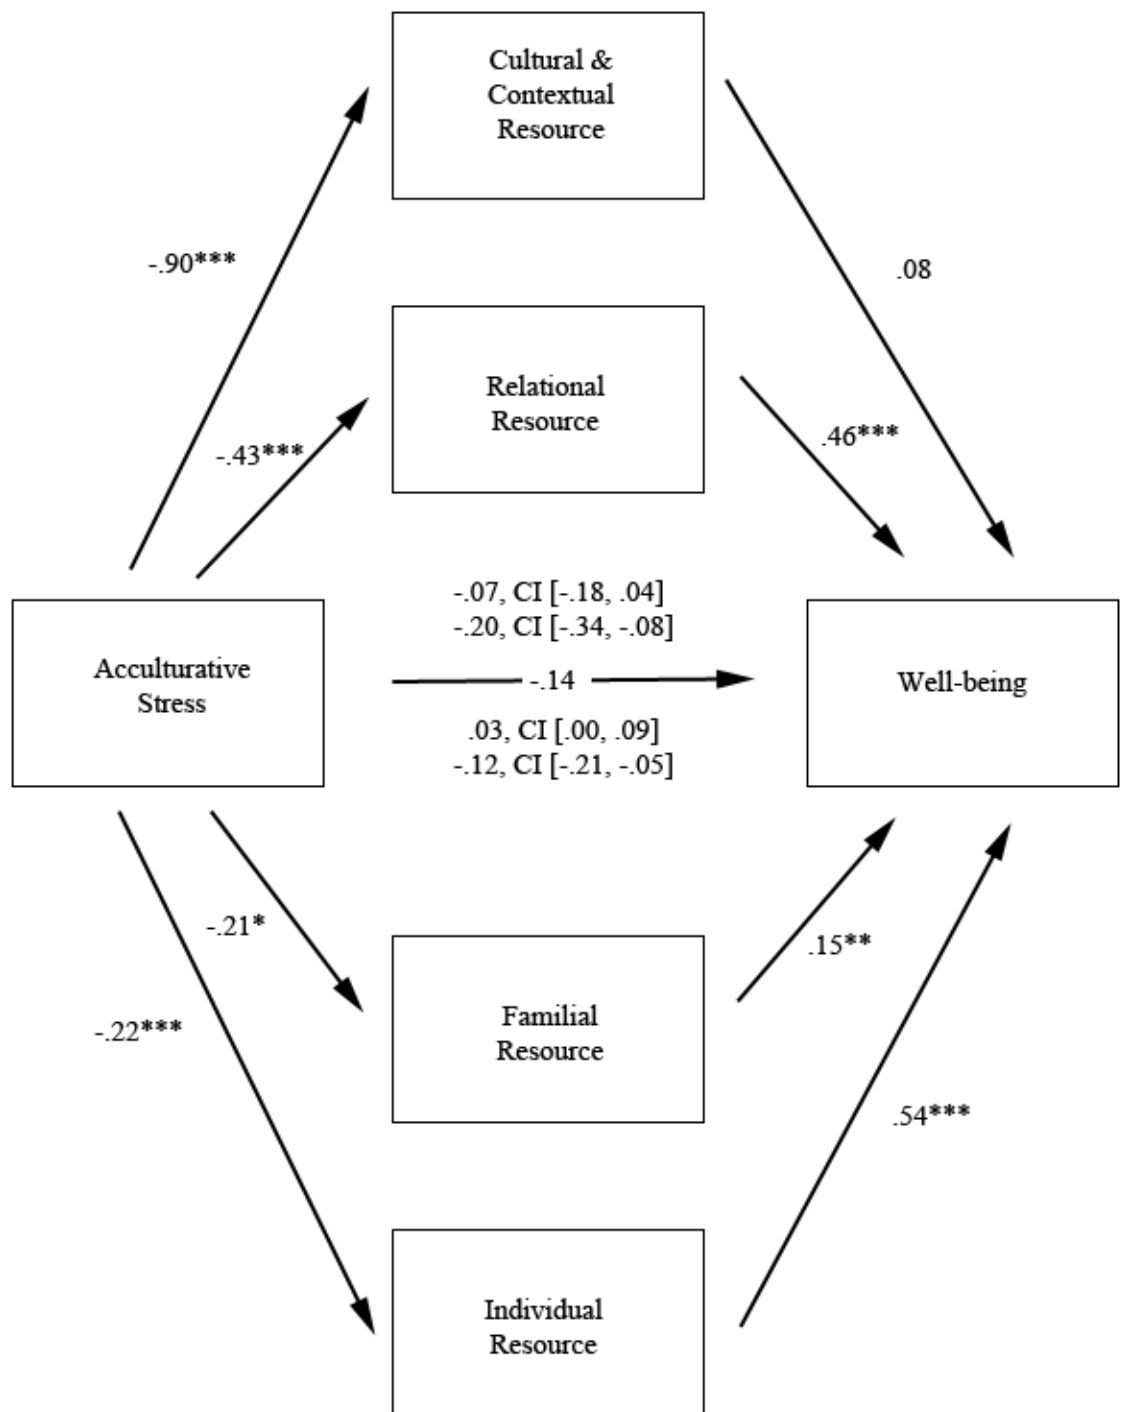 Cultural &
Contextual
Resource
-.90***
.08
Relational
Resource
-.43***
.46***
-.07, CI [-.18, .04]
-.20, CI [-.34, -.08]
Acculturative
Stress
-.14
Well-being
.03, CI [.00, .09]
-.12, CI [-.21, -.05]
-.21*
.15**
-.22***
Familial
Resource
.54***
Individual
Resource